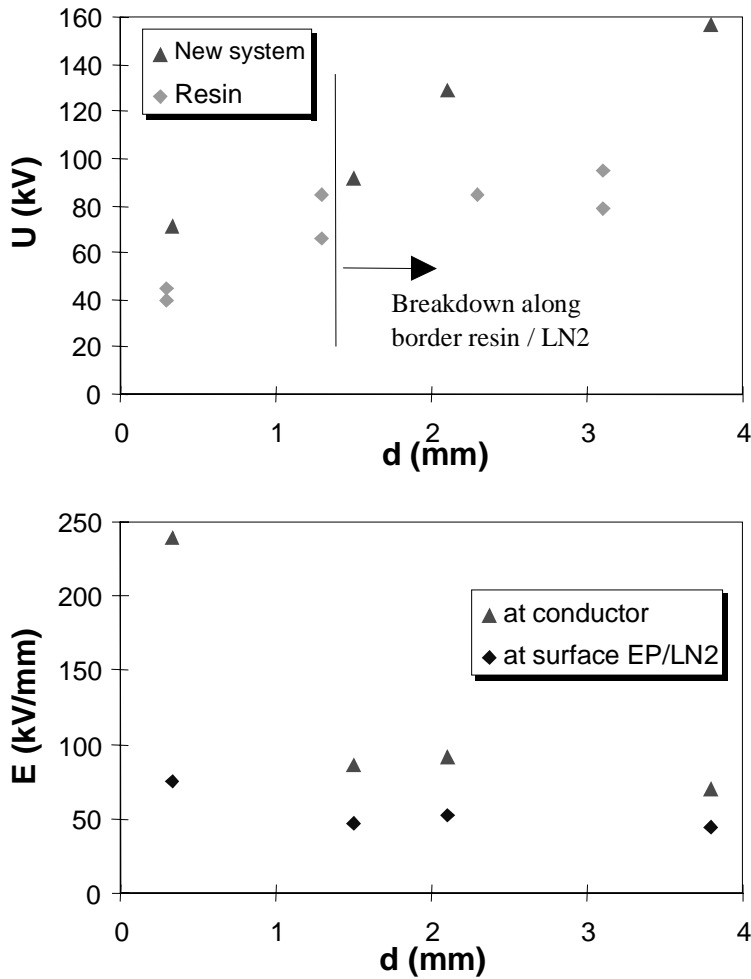 160
140
120
100
80
60
40
20
0
U (kV)
New system
Resin
Breakdown along
border resin / LN2
0 1 2 3 4
d (mm)
250
200
150
100
50
0
E (kV/mm)
at conductor
at surface EP/LN2
0 1 2 3 4
d (mm)